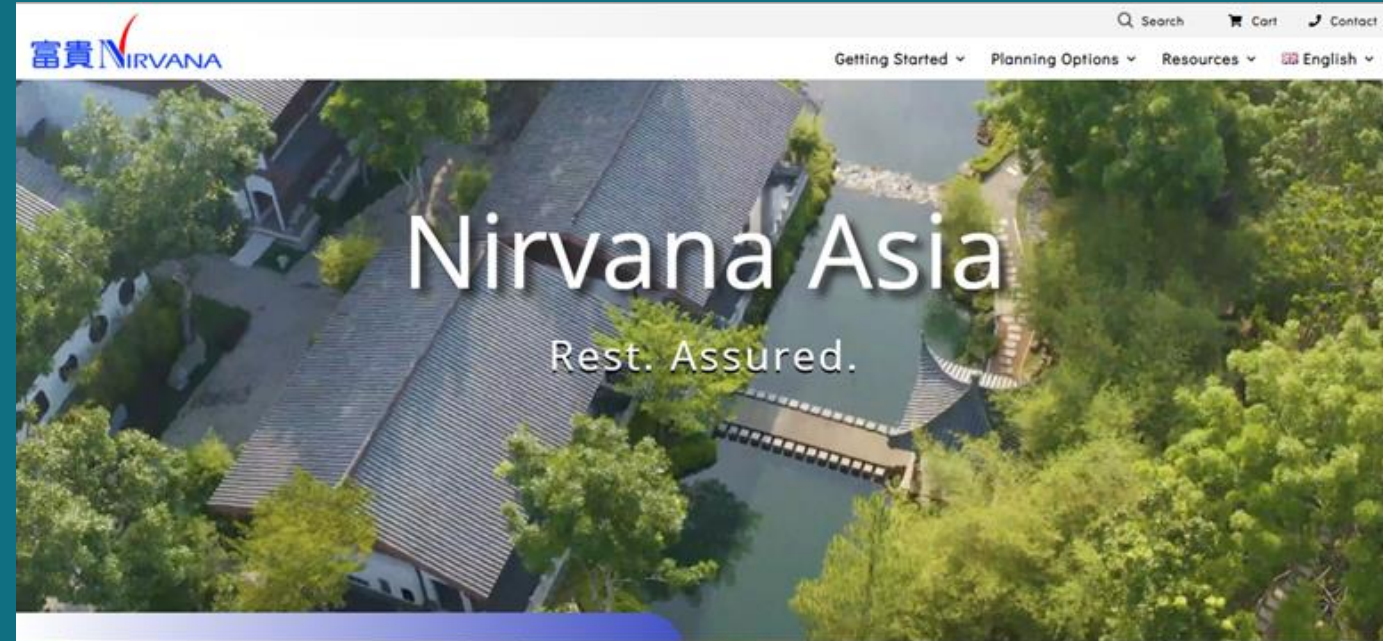 Search Cart Contact
富貴 NIRVANA
Getting Started Planning Options Resources English
Nirvana Asia
Rest. Assured.